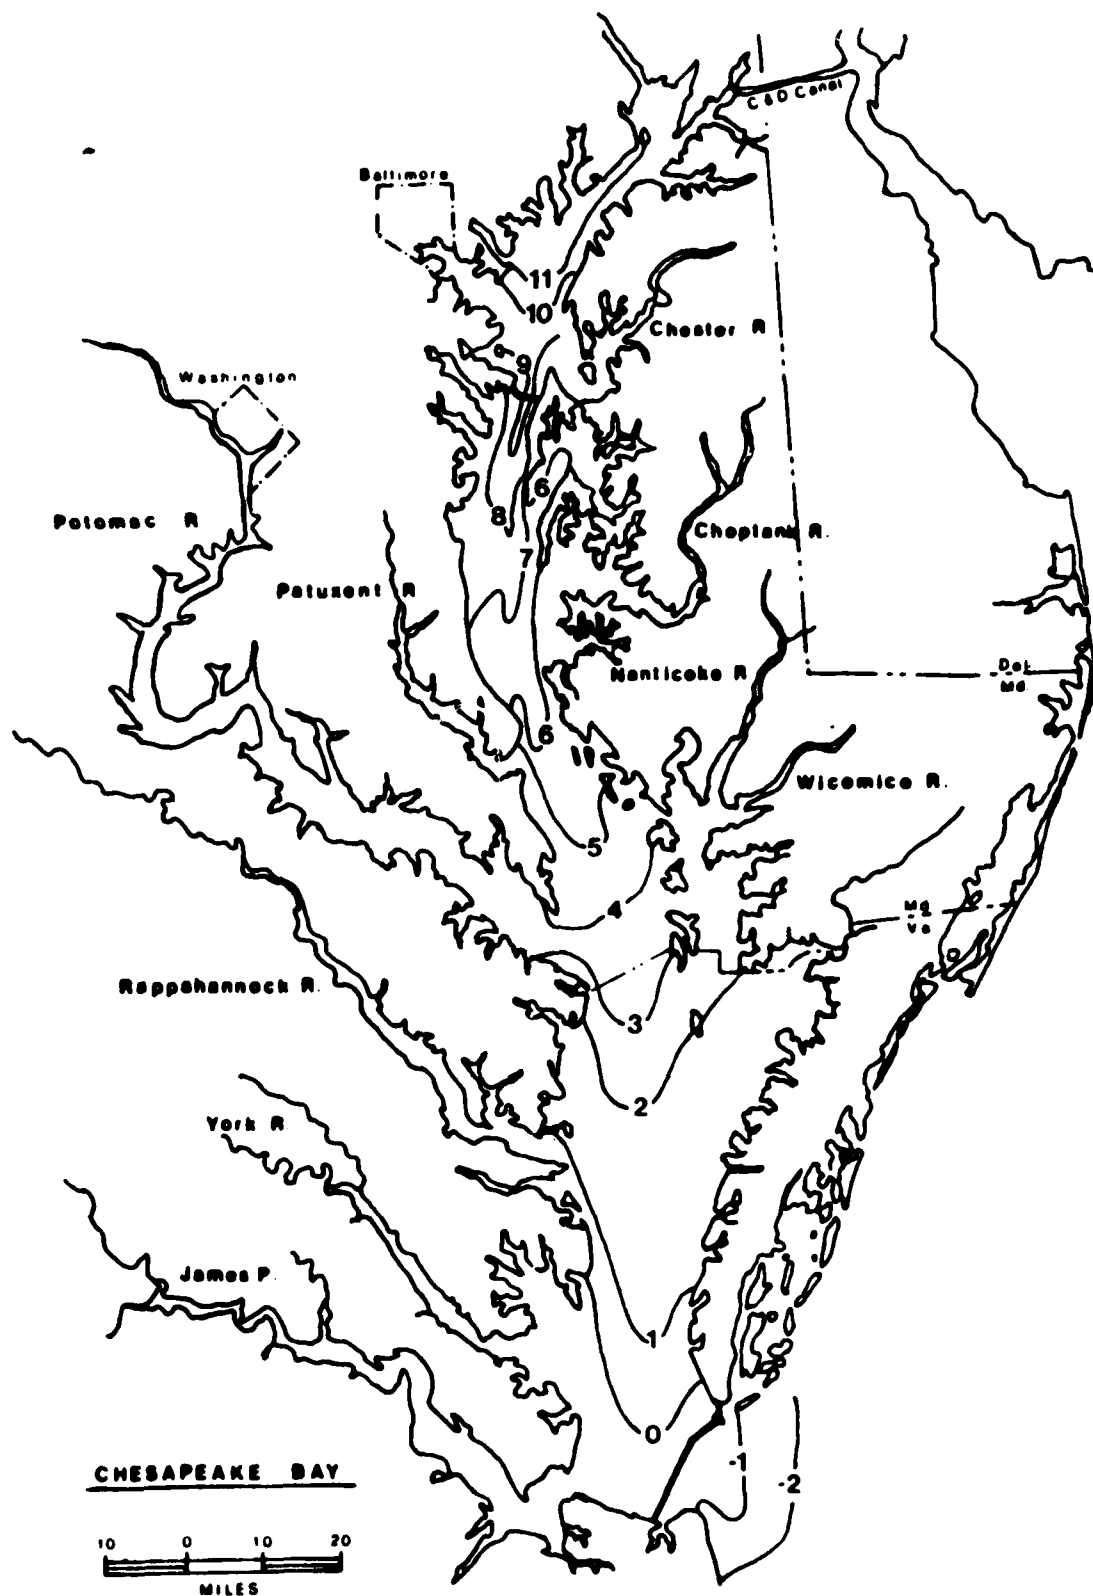 C & D Canal
Baltimore
11
10
Chester R
9
Washington
6
8
Potomac R
Choptank R.
7
Patuxent R
Nanticoke R
Del
Md
6
Wicomico R.
5
4
Md
Va
Rappahannock R.
3
2
York R.
James R.
1
0
-1
-2
CHESAPEAKE BAY
10 0 10 20
MILES